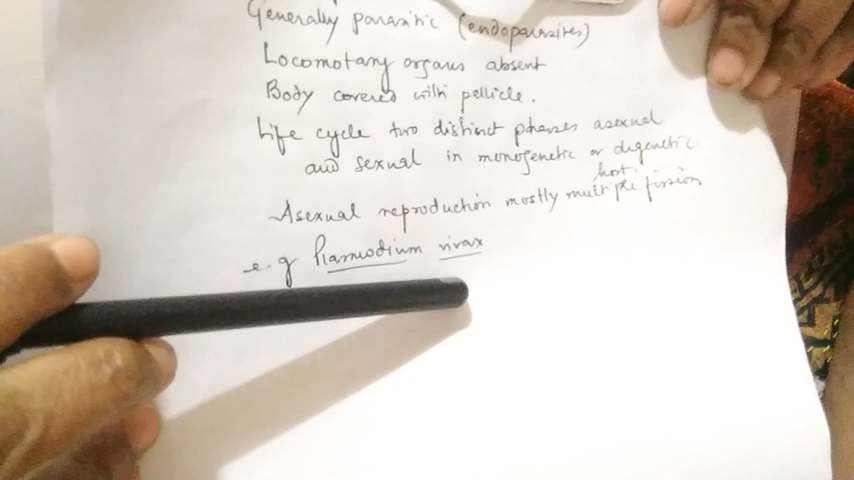 Generally parasitic (endoparasites)
Locomotary organs absent
Body covered with pellicle.
Life cycle two distinct phases asexual
and sexual in monogenetic or digenetic
host.
Asexual reproduction mostly multiple fission
e.g Plasmodium vivax